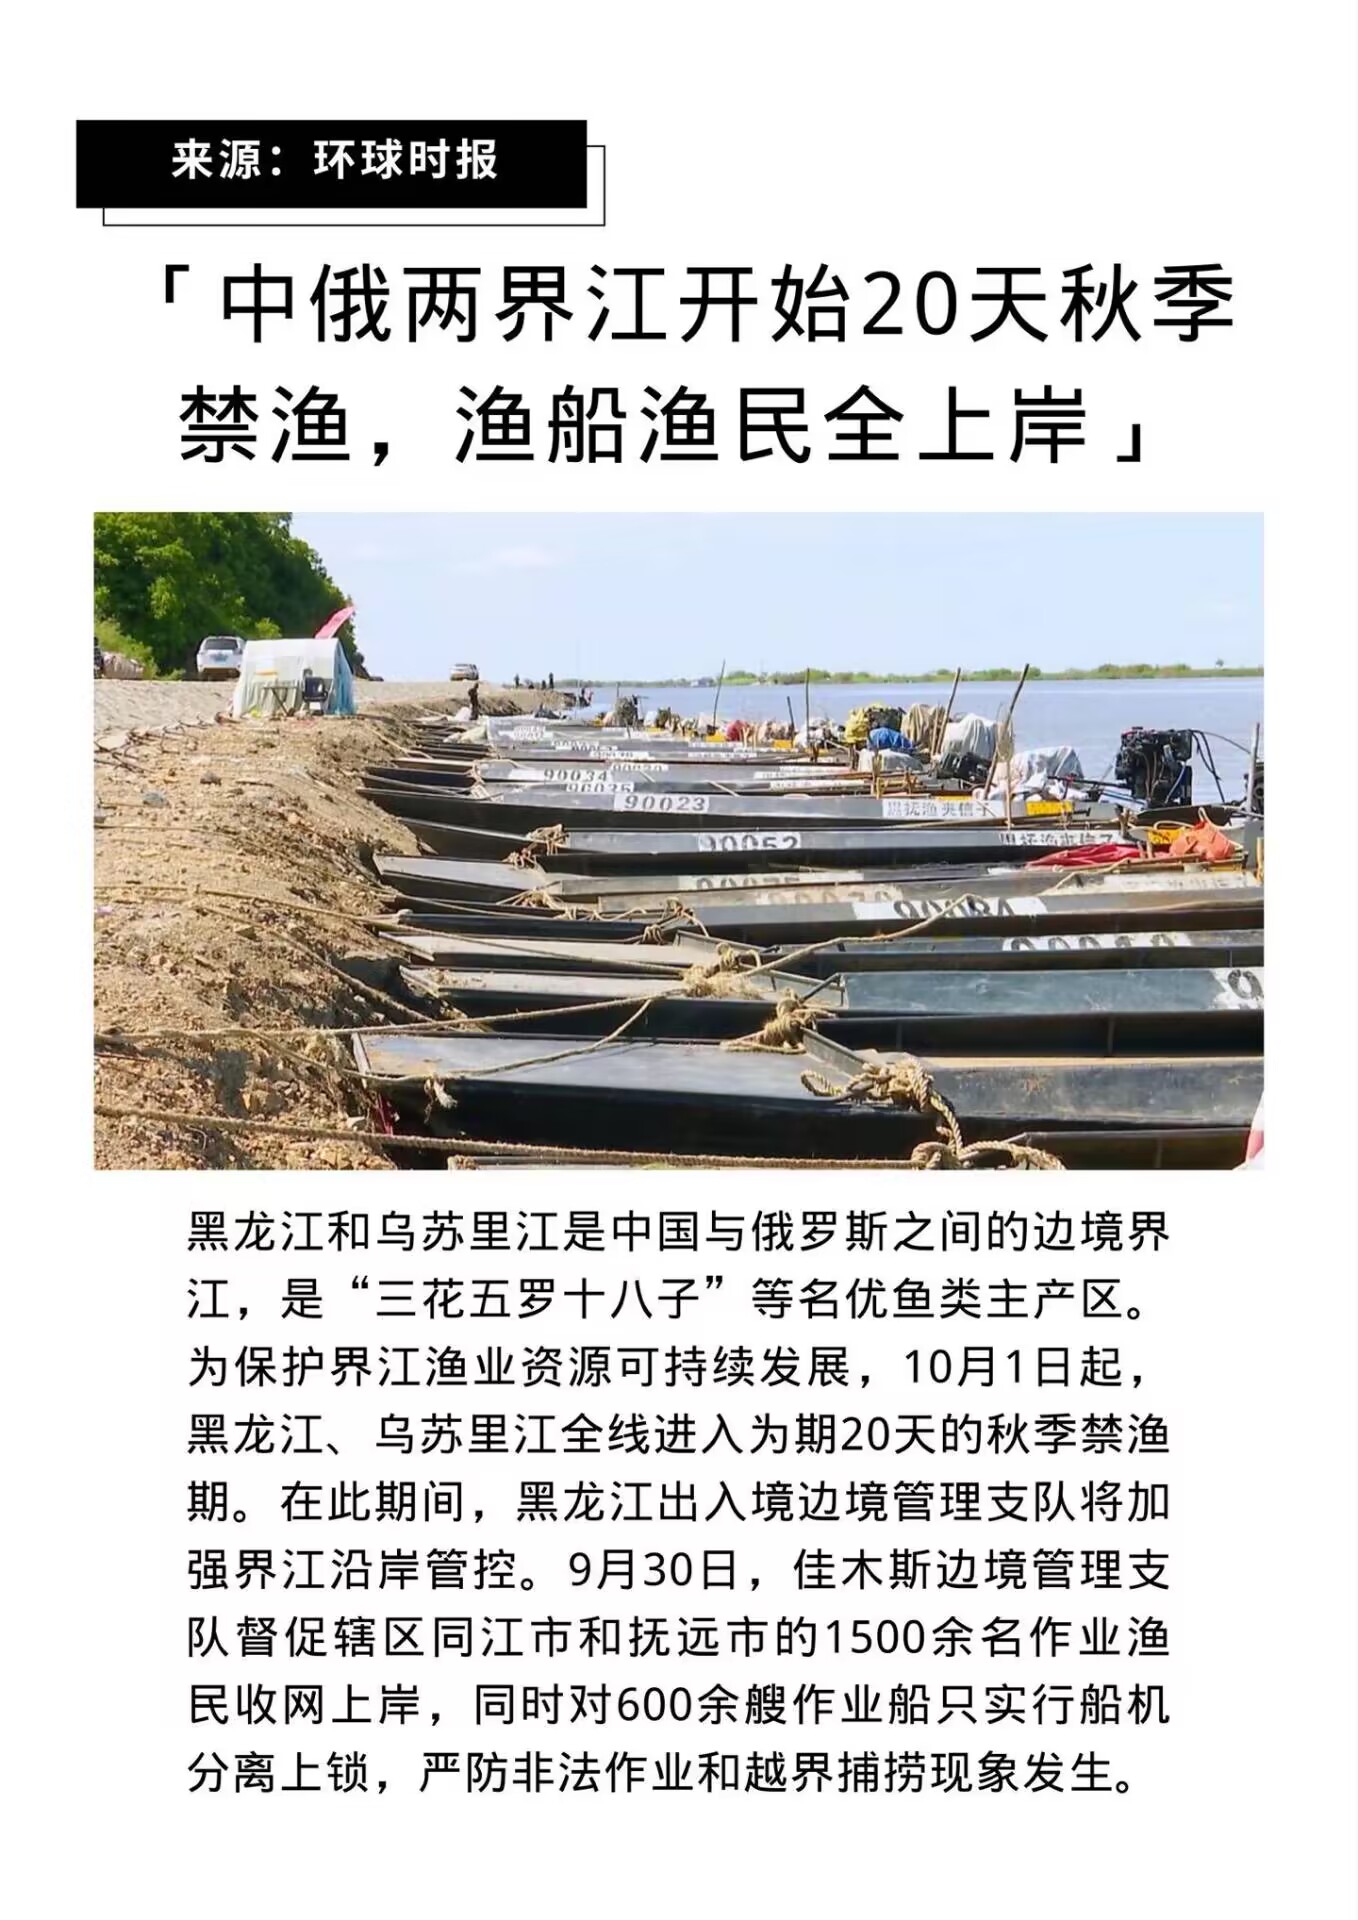 来源：环球时报
「中俄两界江开始20天秋季
禁渔，渔船渔民全上岸」
90034
90035
90023
黑抚渔夹信子
90052
90084
黑龙江和乌苏里江是中国与俄罗斯之间的边境界
江，是“三花五罗十八子”等名优鱼类主产区。
为保护界江渔业资源可持续发展，10月1日起，
黑龙江、乌苏里江全线进入为期20天的秋季禁渔
期。在此期间，黑龙江出入境边境管理支队将加
强界江沿岸管控。9月30日，佳木斯边境管理支
队督促辖区同江市和抚远市的1500余名作业渔
民收网上岸，同时对600余艘作业船只实行船机
分离上锁，严防非法作业和越界捕捞现象发生。